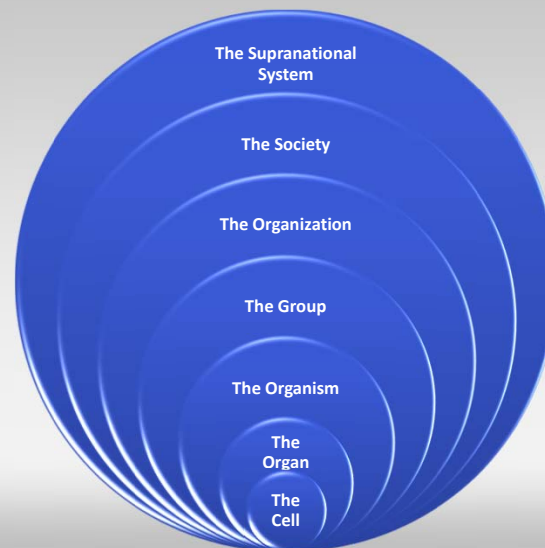 The Supranational
System
The Society
The Organization
The Group
The Organism
The
Organ
The
Cell